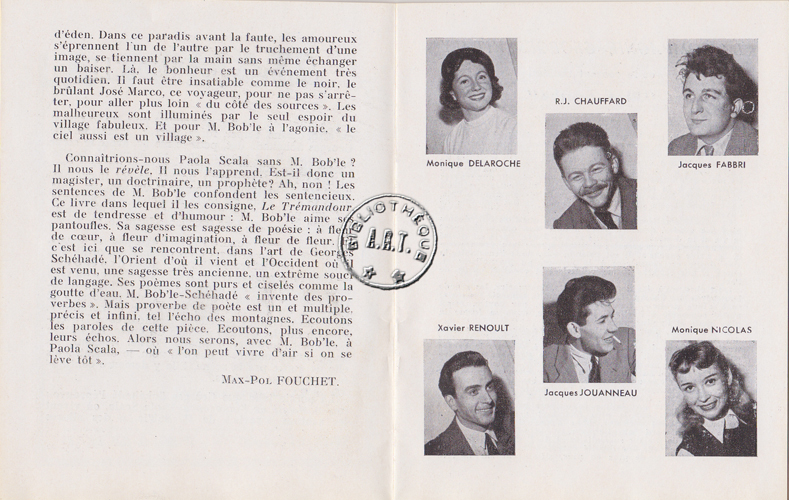 d'éden. Dans ce paradis avant la faute, les amoureux
s'éprennent l'un de l'autre par le truchement d'une
image, se tiennent par la main sans même échanger
un baiser. Là, le bonheur est un événement très
quotidien. Il faut être insatiable comme le noir, le
brûlant José Marco, ce voyageur, pour ne pas s'arrê-
ter, pour aller plus loin « du côté des sources ». Les
malheureux sont illuminés par le seul espoir du
village fabuleux. Et pour M. Bob'le à l'agonie, « le
ciel aussi est un village ».
Connaîtrions-nous Paola Scala sans M. Bob'le ?
Il nous le révèle. Il nous l'apprend. Est-il donc un
magister, un doctrinaire, un prophète? Ah, non ! Les
sentences de M. Bob'le confondent les sentencieux.
Ce livre dans lequel il les consigne, Le Trémandour,
est de tendresse et d'humour : M. Bob'le aime ses
pantoufles. Sa sagesse est sagesse de poésie : à fleur
de cœur, à fleur d'imagination, à fleur de fleur.
c'est ici que se rencontrent, dans l'art de Georges
Schéhadé, l'Orient d'où il vient et l'Occident où il
est venu, une sagesse très ancienne, un extrême souci
de langage. Ses poèmes sont purs et ciselés comme la
goutte d'eau. M. Bob'le-Schéhadé « invente des pro-
verbes ». Mais proverbe de poète est un et multiple,
précis et infini, tel l'écho des montagnes. Ecoutons
les paroles de cette pièce. Ecoutons, plus encore,
leurs échos. Alors nous serons, avec M. Bob'le, à
Paola Scala, — où « l'on peut vivre d'air si on se
lève tôt ».
Max-Pol FOUCHET.
BIBLIOTHÈQUE
A.R.T.
Monique DELAROCHE
R.J. CHAUFFARD
Jacques FABBRI
Xavier RENOULT
Jacques JOUANNEAU
Monique NICOLAS